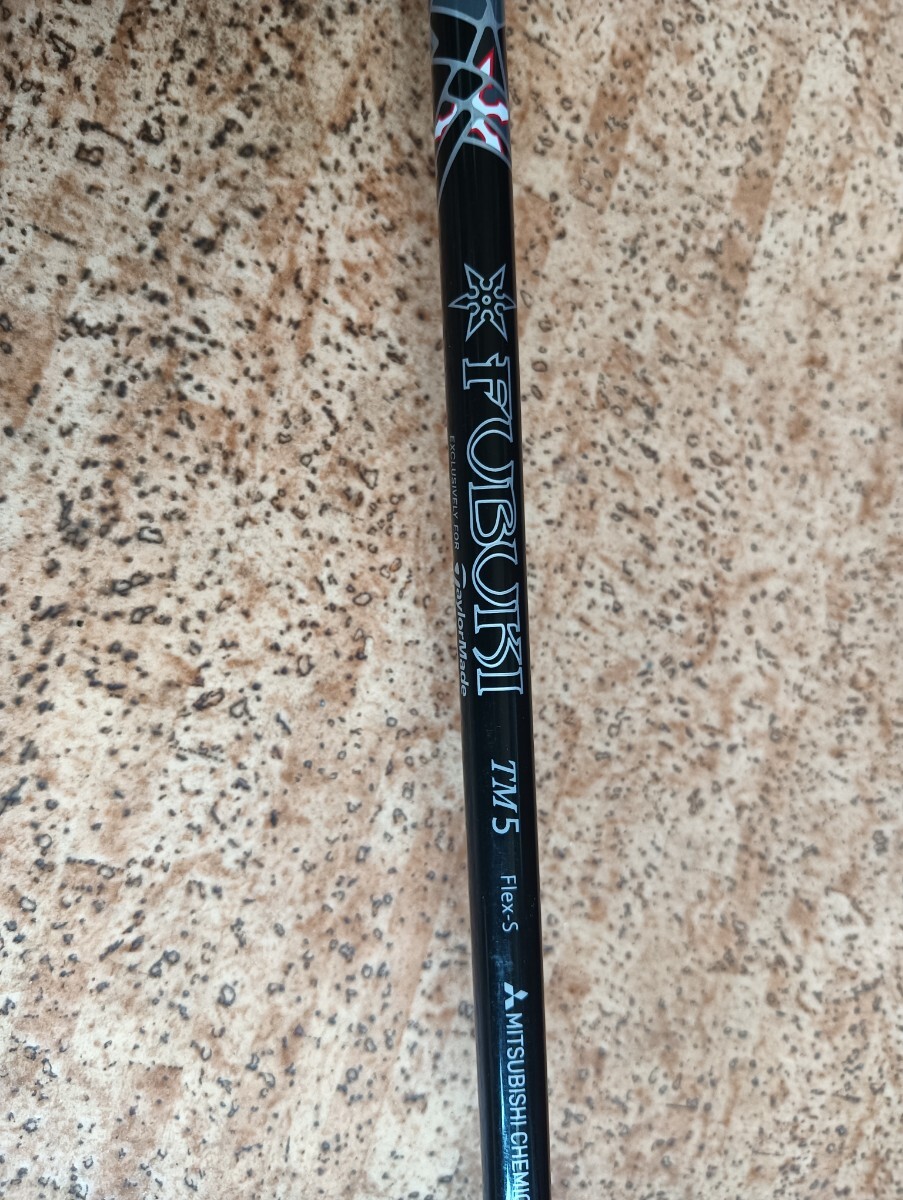 FUBUKI
EXCLUSIVELY FOR TaylorMade
TM5
Flex-S
MITSUBISHI CHEMIC